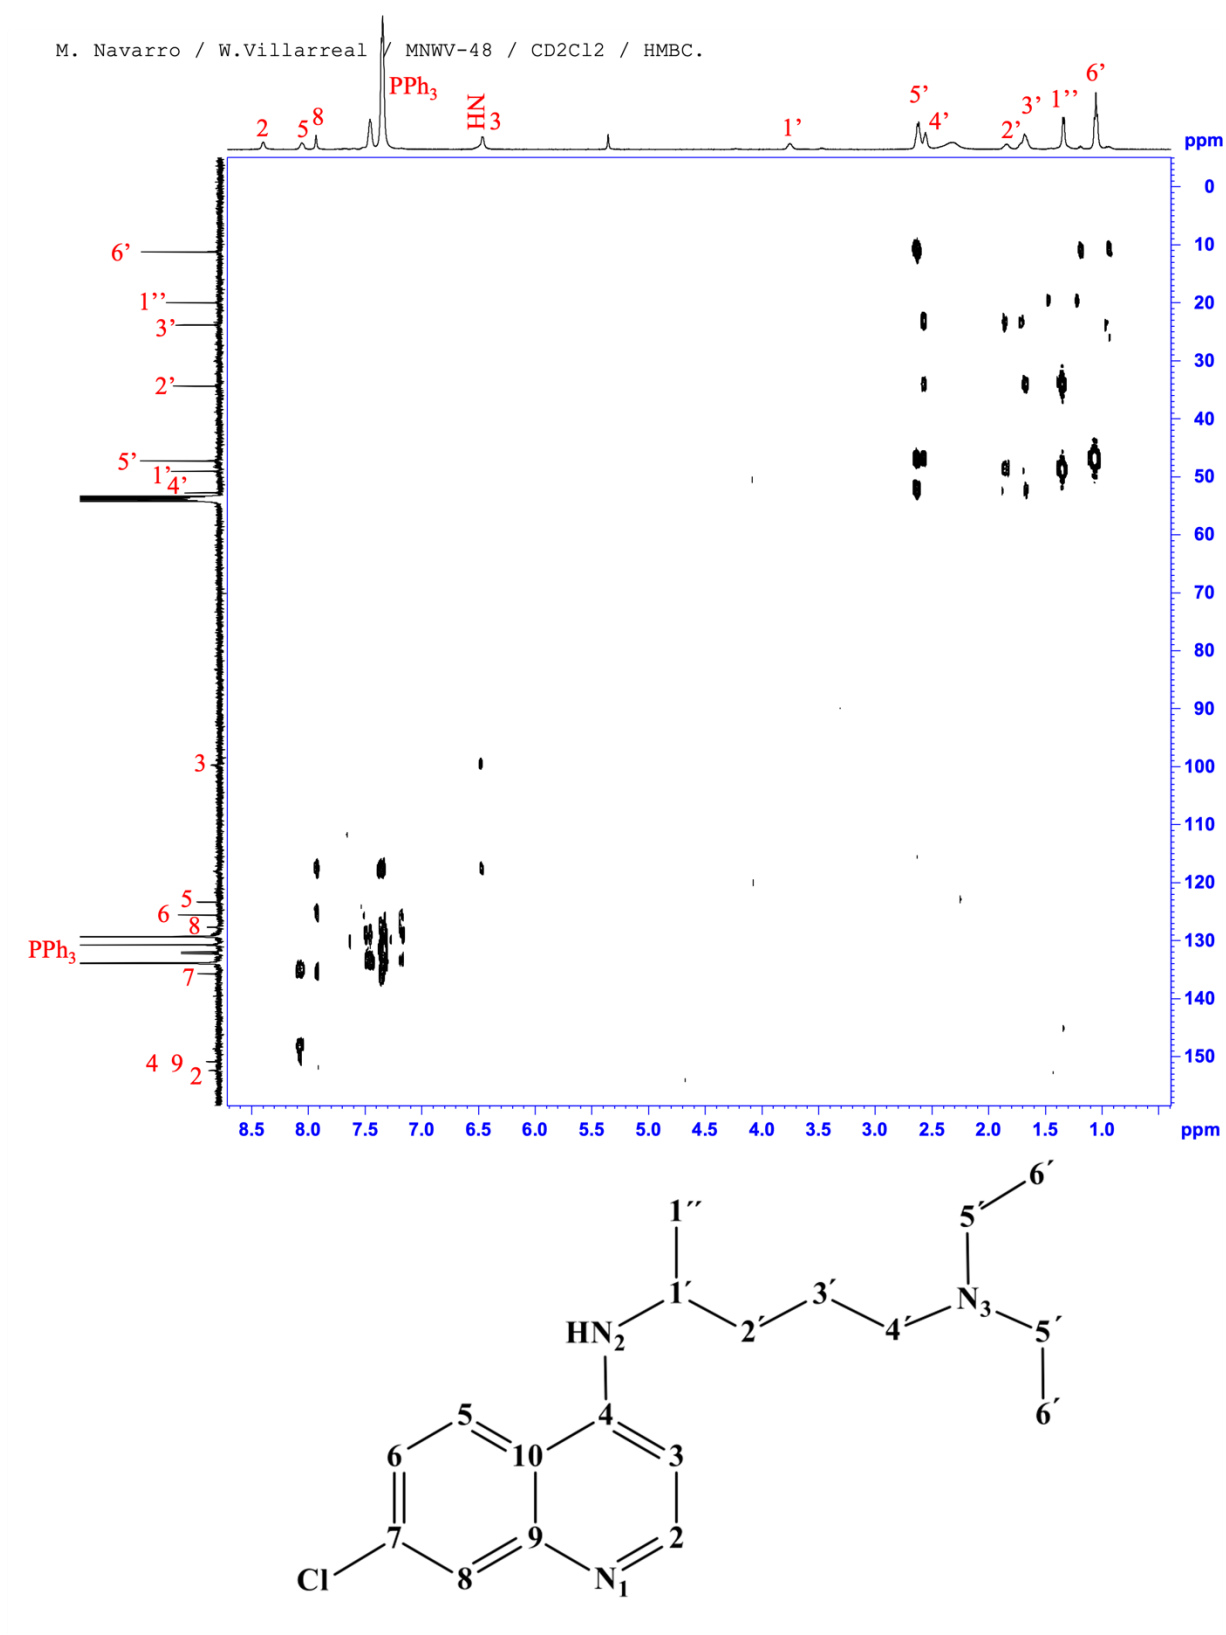 M. Navarro / W.Villarreal / MNWV-48 / CD2Cl2 / HMBC.
2 5 8 PPh3 HN 3 1' 5' 4' 2' 3' 1'' 6'
ppm
0
6' 10
1'' 20
3'
30
2'
40
5' 50
1'
4'
60
70
80
90
3 100
110
5 120
6
8
PPh3 130
7
140
4 9 150
2
8.5 8.0 7.5 7.0 6.5 6.0 5.5 5.0 4.5 4.0 3.5 3.0 2.5 2.0 1.5 1.0 ppm
6´
1´´ 5´
1´ 3´ N3
HN2 2´ 4´ 5´
5 4 6´
6 10 3
7 9 2
Cl 8 N1